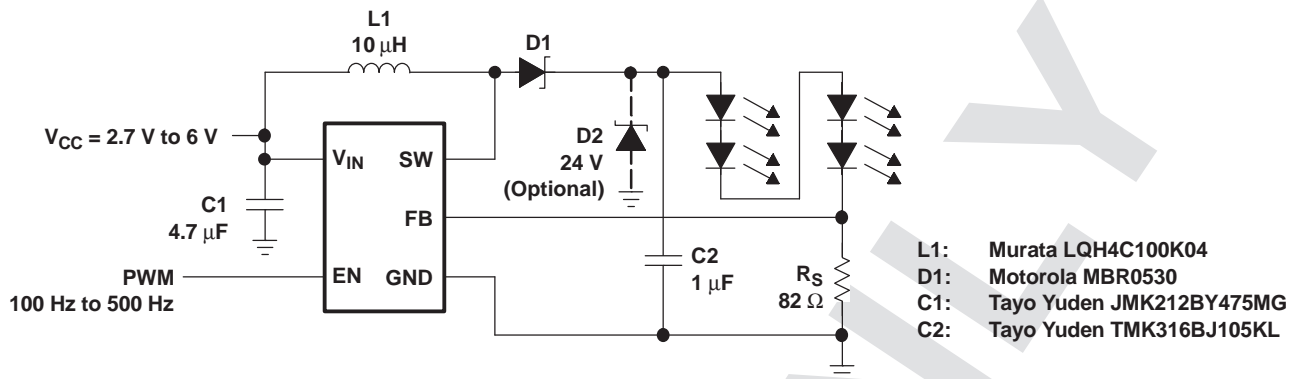 L1
10 μH
D1
V_CC = 2.7 V to 6 V
V_IN
SW
D2
24 V
(Optional)
C1
4.7 μF
FB
C2
1 μF
R_S
82 Ω
PWM
100 Hz to 500 Hz
EN
GND
L1: Murata LQH4C100K04
D1: Motorola MBR0530
C1: Tayo Yuden JMK212BY475MG
C2: Tayo Yuden TMK316BJ105KL